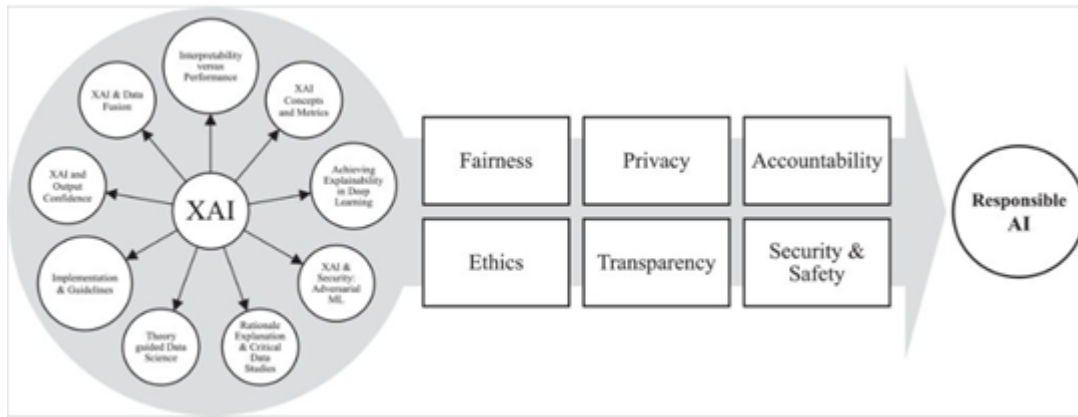 Interpretability
versus
Performance
XAI & Data
Fusion
XAI
Concepts
and Metrics
XAI and
Output
Confidence
XAI
Achieving
Explainability
in Deep
Learning
Implementation
& Guidelines
XAI &
Security:
Adversarial
ML
Theory
guided Data
Science
Rationale
Explanation
& Critical
Data
Studies
Fairness
Privacy
Accountability
Ethics
Transparency
Security &
Safety
Responsible
AI